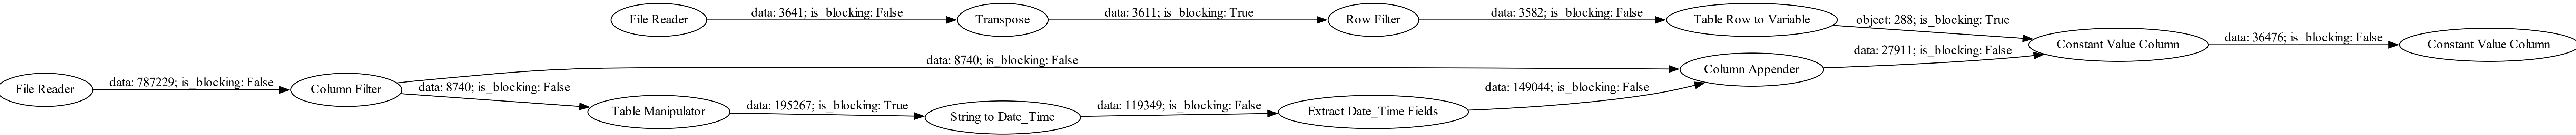 File Reader
data: 3641; is_blocking: False
Transpose
data: 3611; is_blocking: True
Row Filter
data: 3582; is_blocking: False
Table Row to Variable
object: 288; is_blocking: True
Constant Value Column
data: 36476; is_blocking: False
Constant Value Column
data: 27911; is_blocking: False
data: 8740; is_blocking: False
Column Appender
File Reader
data: 787229; is_blocking: False
Column Filter
data: 8740; is_blocking: False
Table Manipulator
data: 195267; is_blocking: True
String to Date_Time
data: 119349; is_blocking: False
Extract Date_Time Fields
data: 149044; is_blocking: False